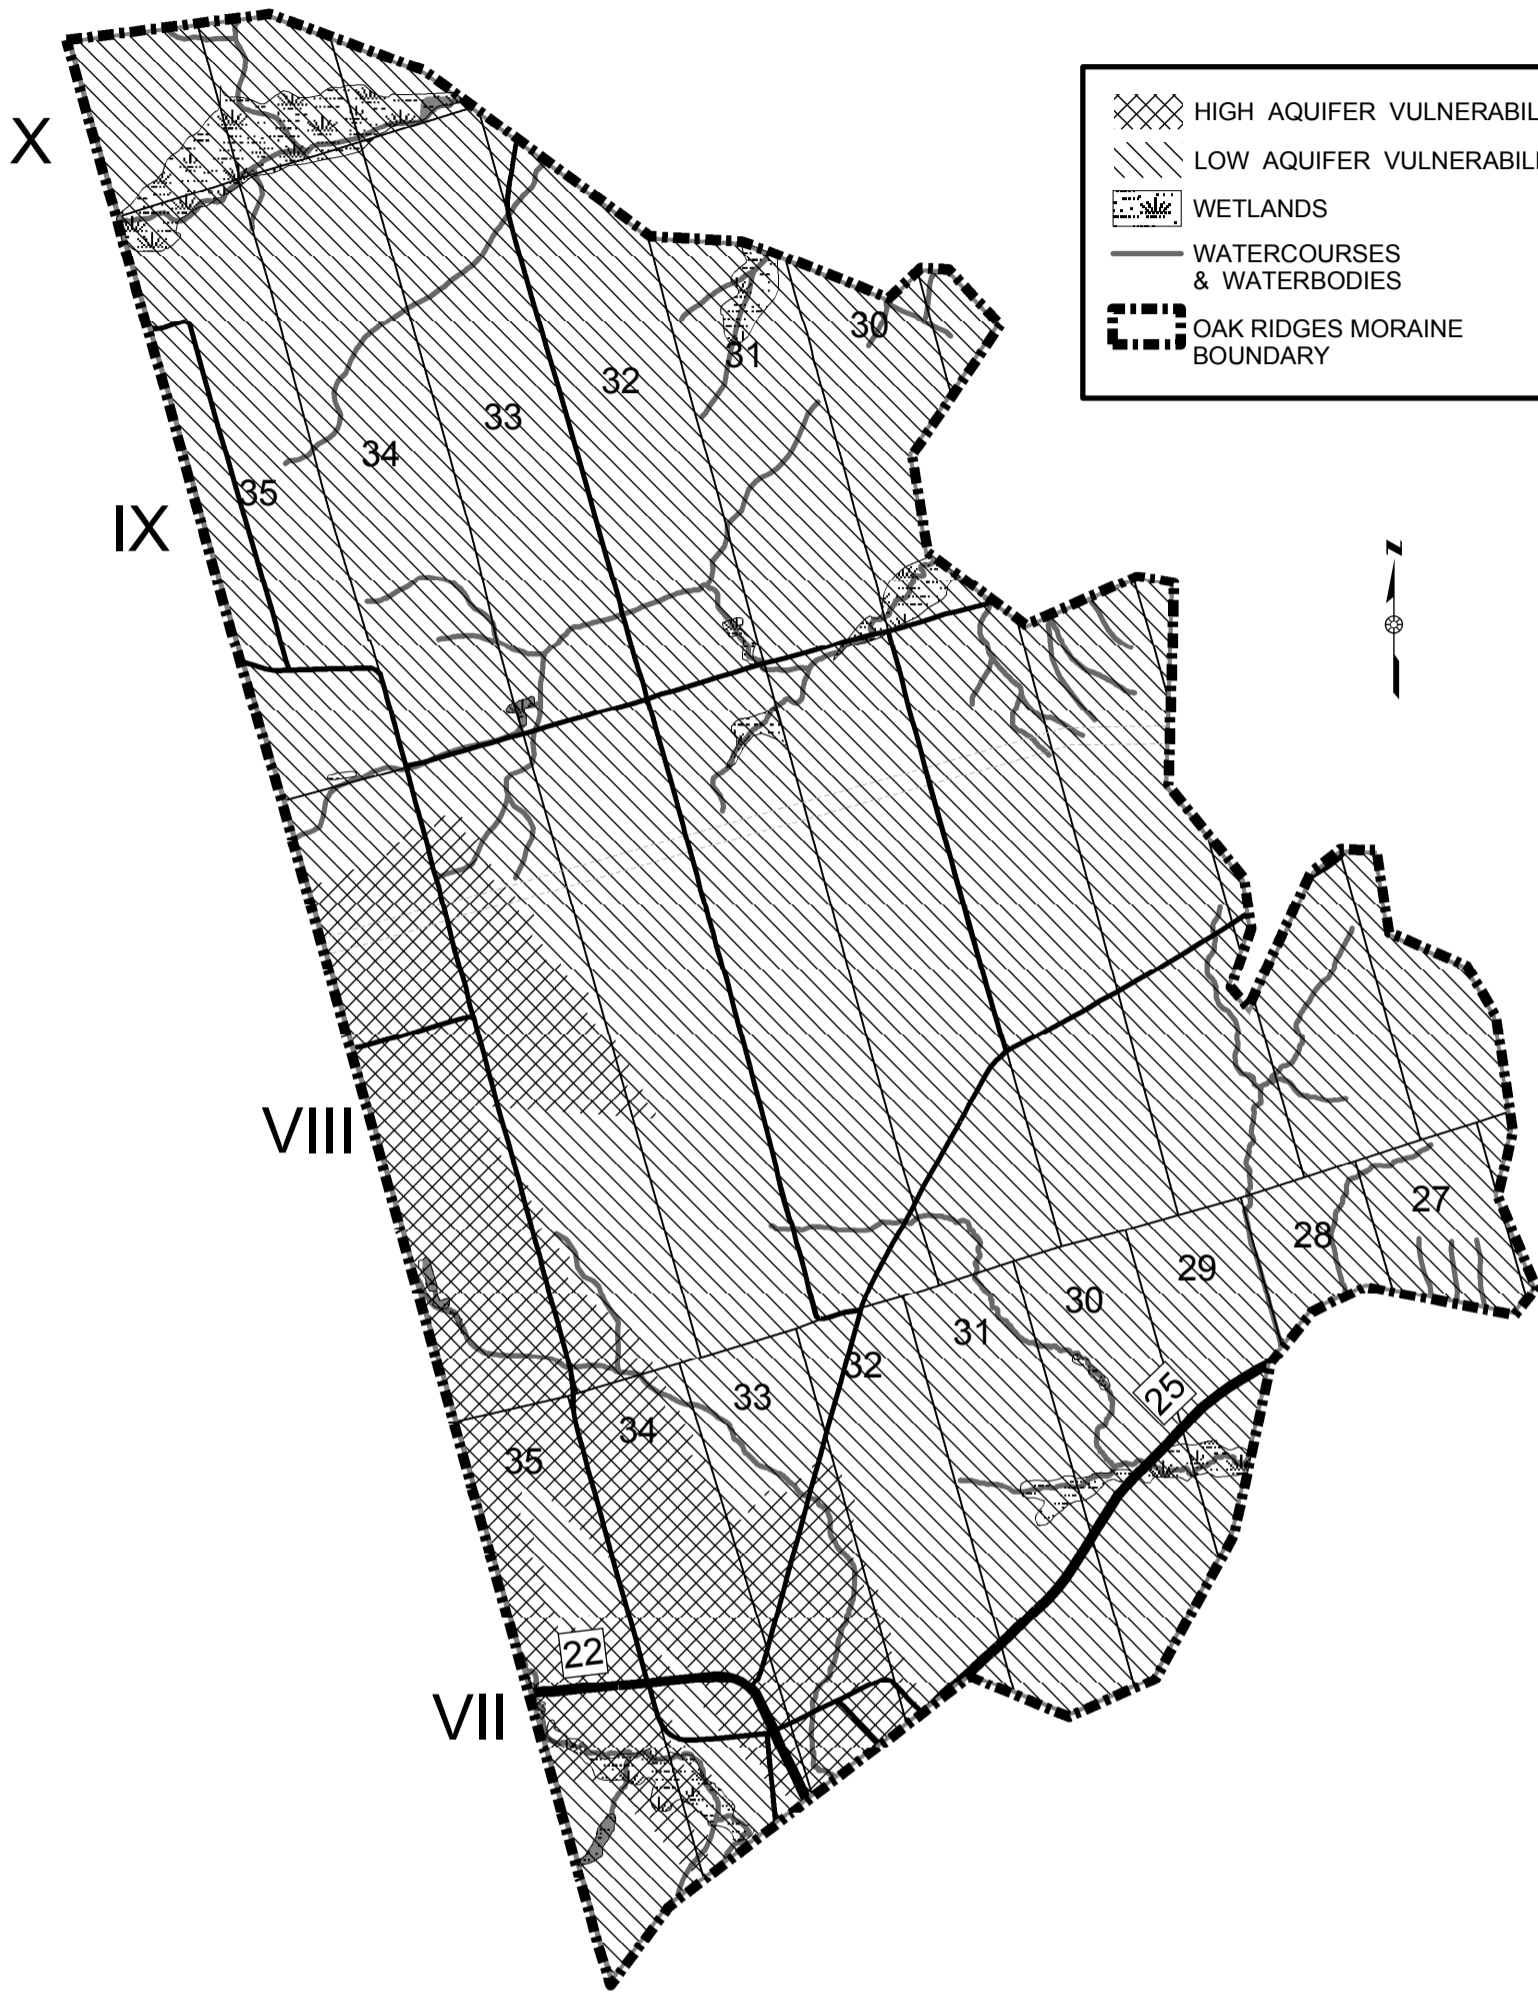 X
HIGH AQUIFER VULNERABIL
LOW AQUIFER VULNERABILI
WETLANDS
WATERCOURSES
& WATERBODIES
OAK RIDGES MORAINE
BOUNDARY
30
31
32
33
34
35
IX
N
VIII
27
28
29
30
31
32
33
34
35
25
22
VII